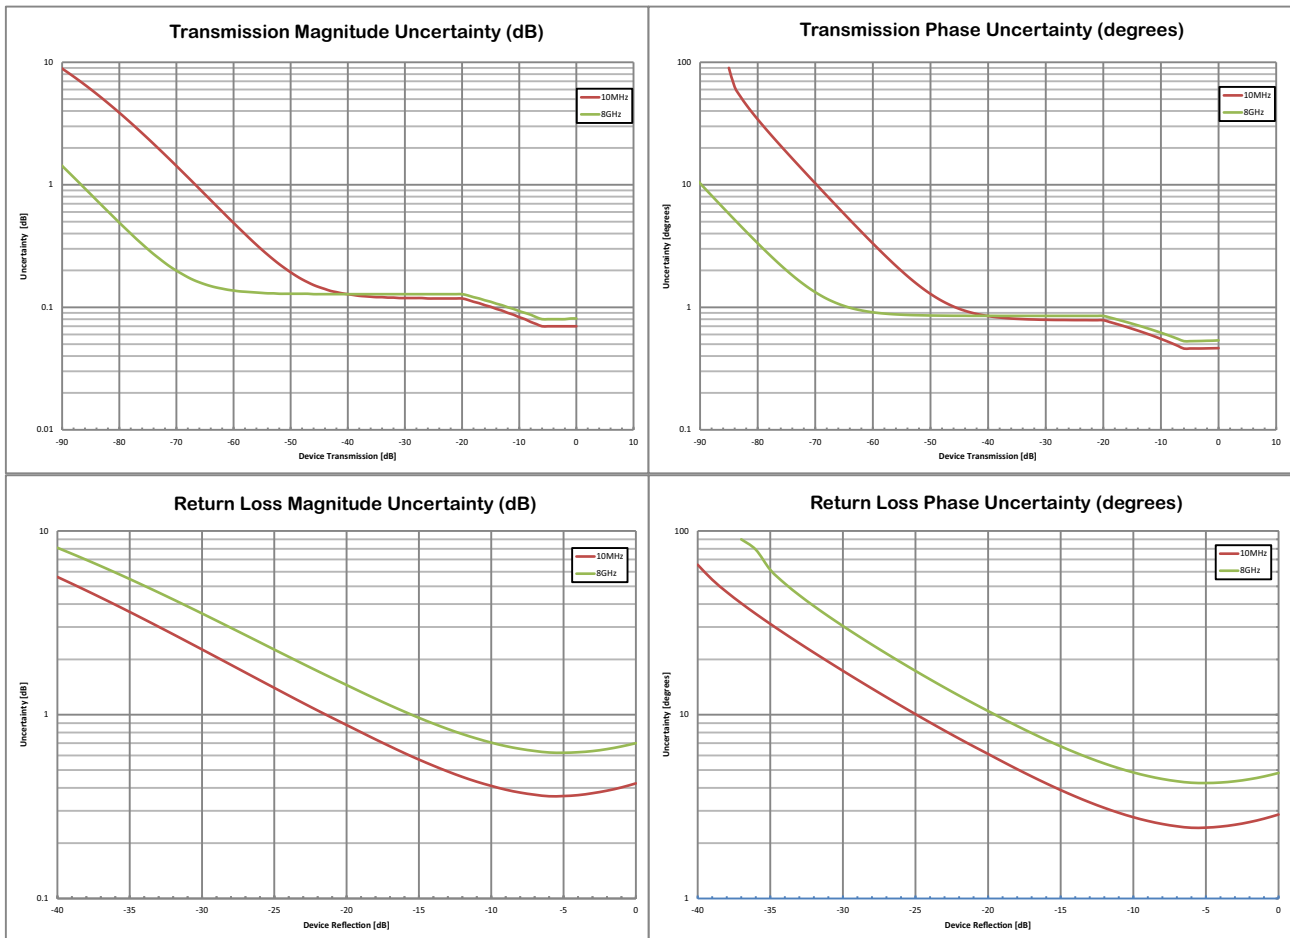 Transmission Magnitude Uncertainty (dB)
10
1
0.1
0.01
Uncertainty [dB]
10MHz
8GHz
-90 -80 -70 -60 -50 -40 -30 -20 -10 0 10
Device Transmission [dB]
Transmission Phase Uncertainty (degrees)
100
10
1
0.1
Uncertainty [degrees]
10MHz
8GHz
-90 -80 -70 -60 -50 -40 -30 -20 -10 0 10
Device Transmission [dB]
Return Loss Magnitude Uncertainty (dB)
10
1
0.1
Uncertainty [dB]
10MHz
8GHz
-40 -35 -30 -25 -20 -15 -10 -5 0
Device Reflection [dB]
Return Loss Phase Uncertainty (degrees)
100
10
1
Uncertainty [degrees]
10MHz
8GHz
-40 -35 -30 -25 -20 -15 -10 -5 0
Device Reflection [dB]